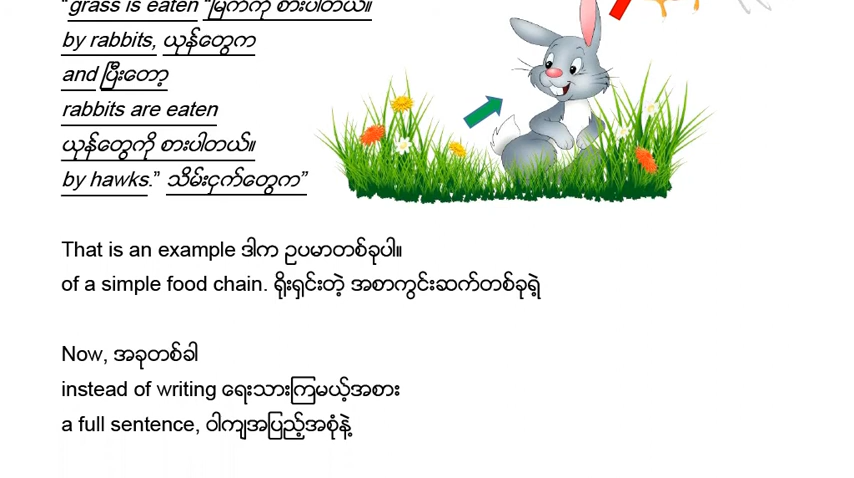 "grass is eaten "မြက်ကို စားပါတယ်။
by rabbits, ယုန်တွေက
and ပြီးတော့
rabbits are eaten
ယုန်တွေကို စားပါတယ်။
by hawks." သိမ်းငှက်တွေက"
That is an example ဒါက ဥပမာတစ်ခုပါ။
of a simple food chain. ရိုးရှင်းတဲ့ အစာကွင်းဆက်တစ်ခုရဲ့
Now, အခုတစ်ခါ
instead of writing ရေးသားကြမယ့်အစား
a full sentence, ဝါကျအပြည့်အစုံနဲ့